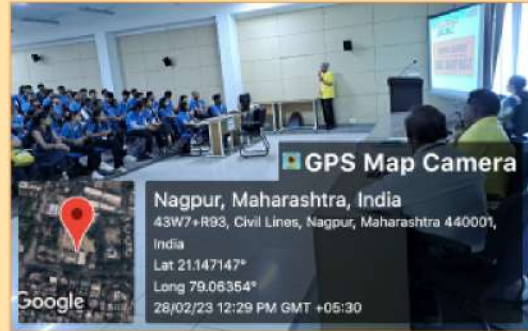 GPS Map Camera
Nagpur, Maharashtra, India
43W7+R93, Civil Lines, Nagpur, Maharashtra 440001,
India
Lat 21.147147°
Long 79.06354°
28/02/23 12:29 PM GMT +05:30
Google